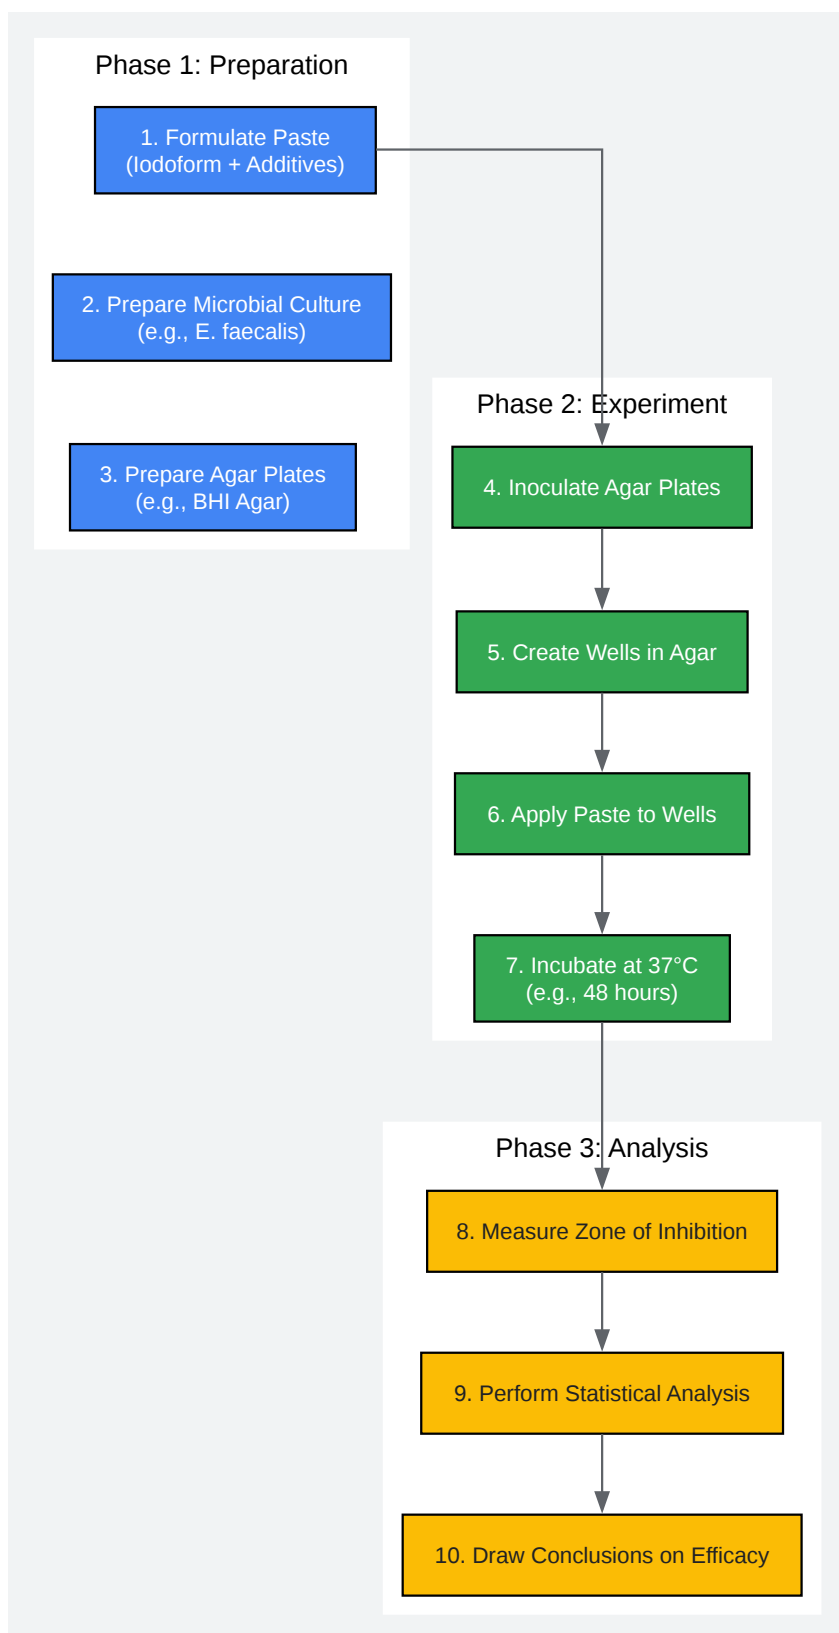 Phase 1: Preparation
1. Formulate Paste
(Iodoform + Additives)
2. Prepare Microbial Culture
(e.g., E. faecalis)
3. Prepare Agar Plates
(e.g., BHI Agar)
Phase 2: Experiment
4. Inoculate Agar Plates
5. Create Wells in Agar
6. Apply Paste to Wells
7. Incubate at 37°C
(e.g., 48 hours)
Phase 3: Analysis
8. Measure Zone of Inhibition
9. Perform Statistical Analysis
10. Draw Conclusions on Efficacy